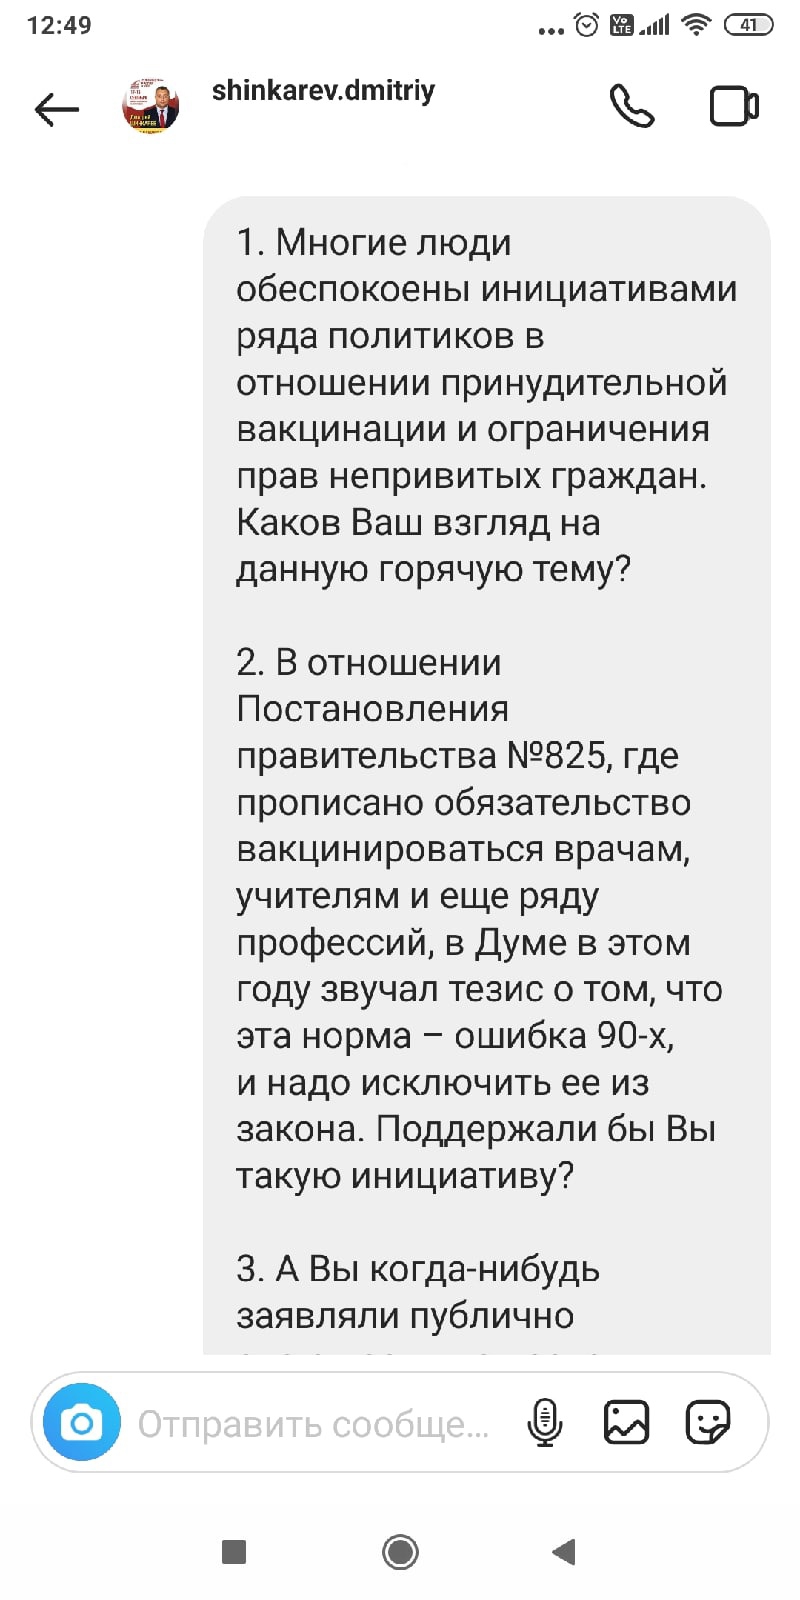 12:49
Vo
LTE
41
shinkarev.dmitriy
1. Многие люди
обеспокоены инициативами
ряда политиков в
отношении принудительной
вакцинации и ограничения
прав непривитых граждан.
Каков Ваш взгляд на
данную горячую тему?
2. В отношении
Постановления
правительства №825, где
прописано обязательство
вакцинироваться врачам,
учителям и еще ряду
профессий, в Думе в этом
году звучал тезис о том, что
эта норма – ошибка 90-х,
и надо исключить ее из
закона. Поддержали бы Вы
такую инициативу?
3. А Вы когда-нибудь
заявляли публично
Отправить сообще...